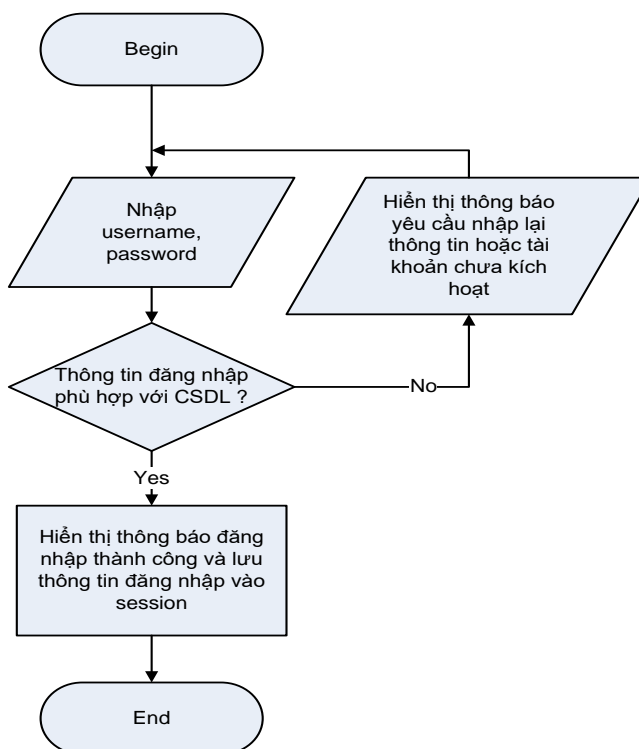 Begin
Nhập
username,
password
Hiển thị thông báo
yêu cầu nhập lại
thông tin hoặc tài
khoản chưa kích
hoạt
Thông tin đăng nhập
phù hợp với CSDL ?
No
Yes
Hiển thị thông báo đăng
nhập thành công và lưu
thông tin đăng nhập vào
session
End